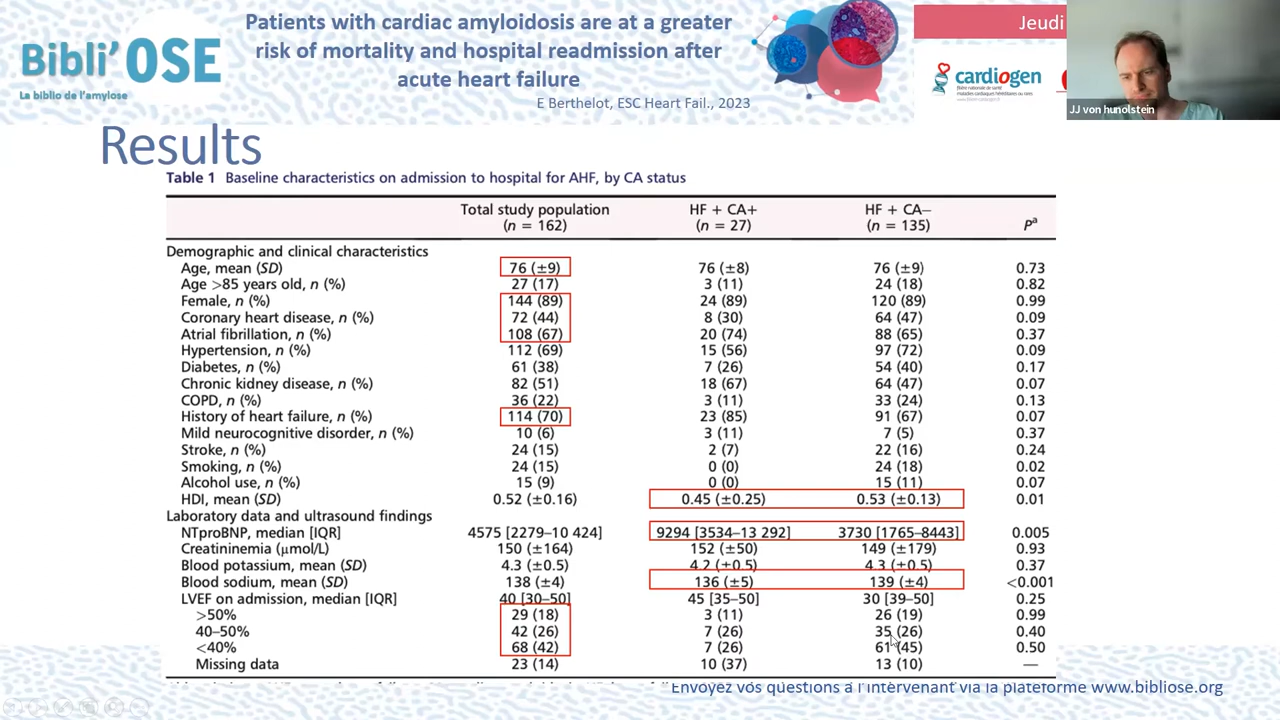 Bibli'OSE
La biblio de l'amylose
Patients with cardiac amyloidosis are at a greater
risk of mortality and hospital readmission after
acute heart failure
E Berthelot, ESC Heart Fail., 2023
Jeudi
cardiogen
JJ von hunolstein
Results
Table 1 Baseline characteristics on admission to hospital for AHF, by CA status
Total study population (n = 162) HF + CA+ (n = 27) HF + CA− (n = 135) Pa
Demographic and clinical characteristics
Age, mean (SD) 76 (±9) 76 (±8) 76 (±9) 0.73
Age >85 years old, n (%) 27 (17) 3 (11) 24 (18) 0.82
Female, n (%) 144 (89) 24 (89) 120 (89) 0.99
Coronary heart disease, n (%) 72 (44) 8 (30) 64 (47) 0.09
Atrial fibrillation, n (%) 108 (67) 20 (74) 88 (65) 0.37
Hypertension, n (%) 112 (69) 15 (56) 97 (72) 0.09
Diabetes, n (%) 61 (38) 7 (26) 54 (40) 0.17
Chronic kidney disease, n (%) 82 (51) 18 (67) 64 (47) 0.07
COPD, n (%) 36 (22) 3 (11) 33 (24) 0.13
History of heart failure, n (%) 114 (70) 23 (85) 91 (67) 0.07
Mild neurocognitive disorder, n (%) 10 (6) 3 (11) 7 (5) 0.37
Stroke, n (%) 24 (15) 2 (7) 22 (16) 0.24
Smoking, n (%) 24 (15) 0 (0) 24 (18) 0.02
Alcohol use, n (%) 15 (9) 0 (0) 15 (11) 0.07
HDI, mean (SD) 0.52 (±0.16) 0.45 (±0.25) 0.53 (±0.13) 0.01
Laboratory data and ultrasound findings
NTproBNP, median [IQR] 4575 [2279–10 424] 9294 [3534–13 292] 3730 [1765–8443] 0.005
Creatininemia (μmol/L) 150 (±164) 152 (±50) 149 (±179) 0.93
Blood potassium, mean (SD) 4.3 (±0.5) 4.2 (±0.5) 4.3 (±0.5) 0.37
Blood sodium, mean (SD) 138 (±4) 136 (±5) 139 (±4) <0.001
LVEF on admission, median [IQR] 40 [30–50] 45 [35–50] 30 [39–50] 0.25
>50% 29 (18) 3 (11) 26 (19) 0.99
40–50% 42 (26) 7 (26) 35 (26) 0.40
<40% 68 (42) 7 (26) 61 (45) 0.50
Missing data 23 (14) 10 (37) 13 (10) —
Envoyez vos questions à l'intervenant via la plateforme www.bibliose.org